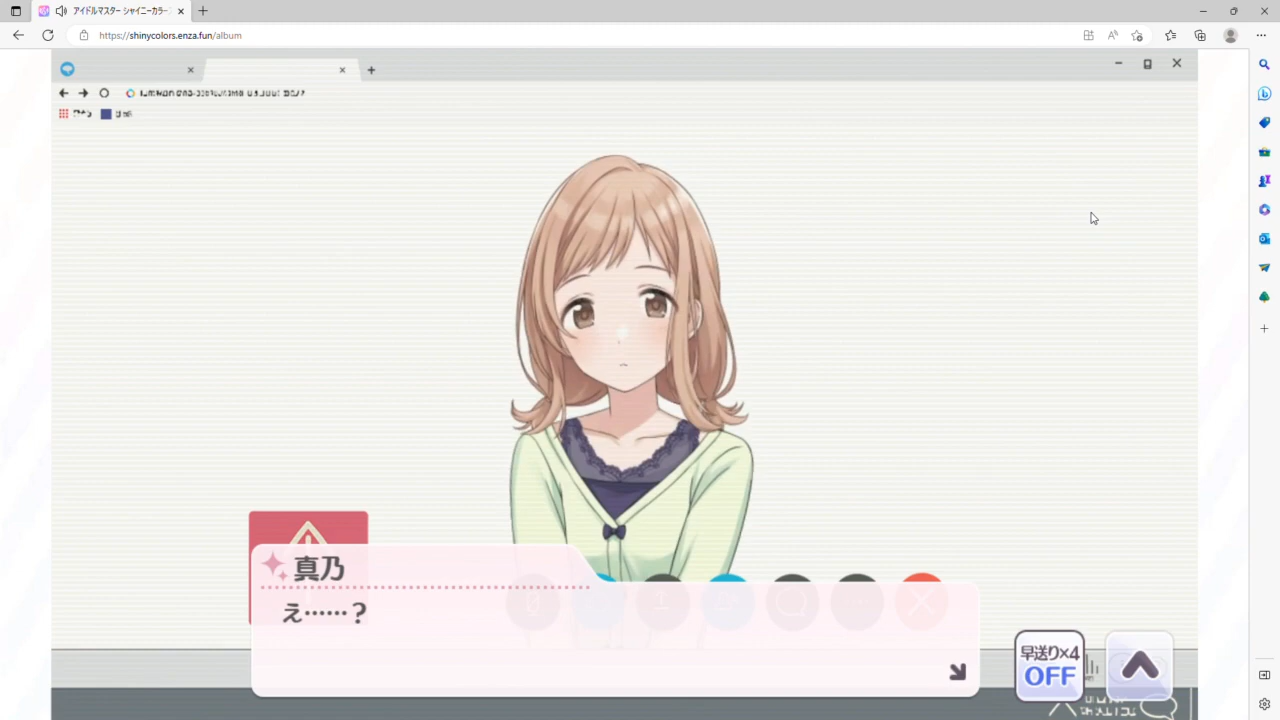 アイドルマスター シャイニーカラー
https://shinycolors.enza.fun/album
真乃
え……？
早送り×4
OFF